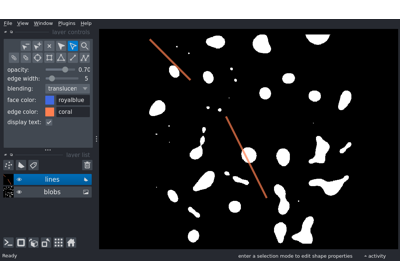 File View Window Plugins Help
layer controls
opacity: 0.70
edge width: 5
blending: translucen
face color: royalblue
edge color: coral
display text:
layer list
lines
blobs
Ready enter a selection mode to edit shape properties activity